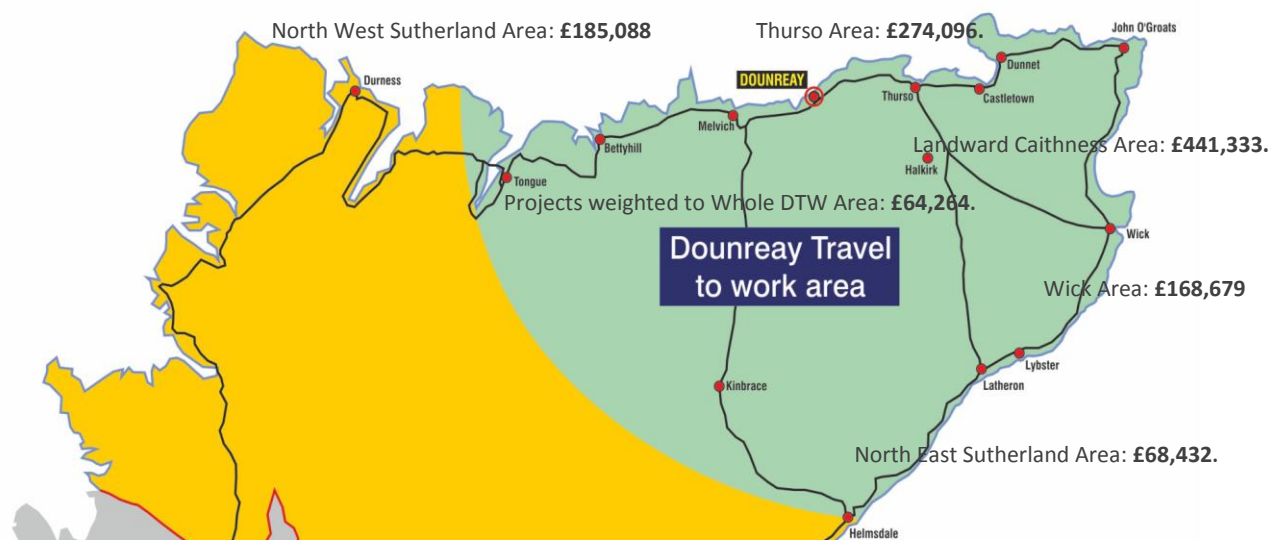 North West Sutherland Area: £185,088
Thurso Area: £274,096.
John O'Groats
Dunnet
Durness
DOUNREAY
Thurso
Castletown
Melvich
Bettyhill
Landward Caithness Area: £441,333.
Halkirk
Tongue
Projects weighted to Whole DTW Area: £64,264.
Wick
Dounreay Travel
to work area
Wick Area: £168,679
Lybster
Latheron
Kinbrace
North East Sutherland Area: £68,432.
Helmsdale